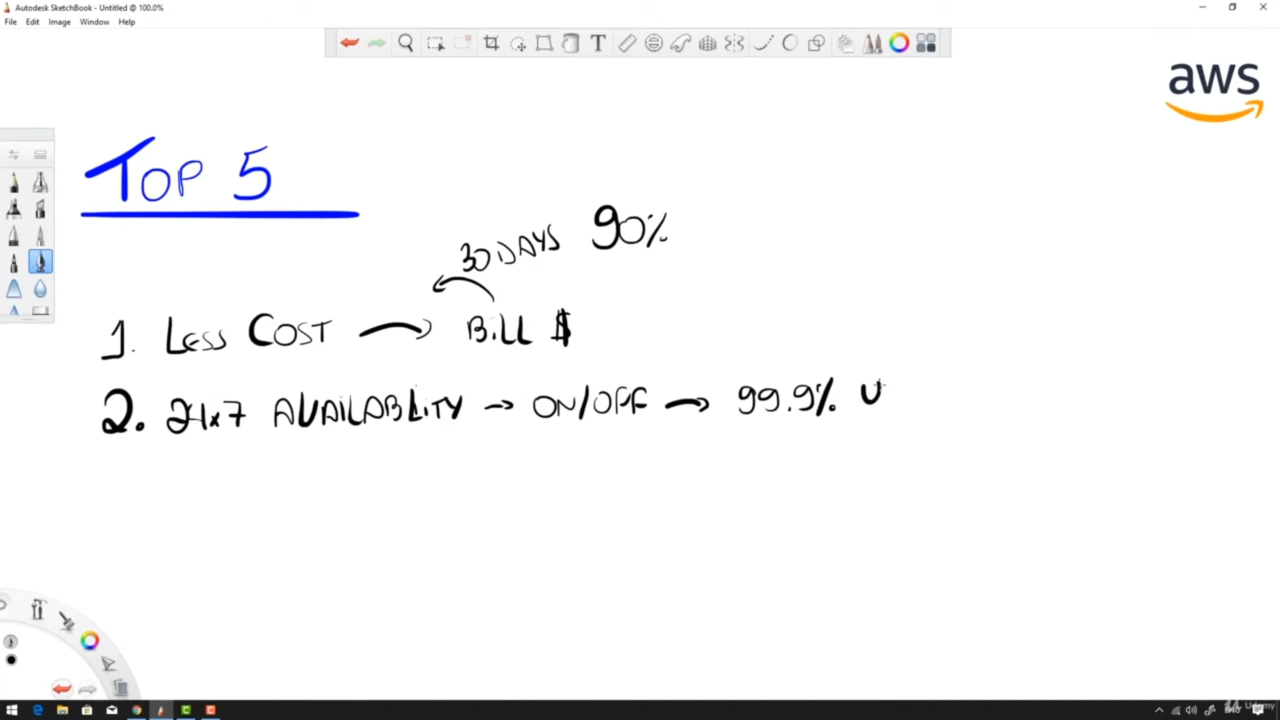 Autodesk SketchBook - Untitled @ 100.0%
File Edit Image Window Help
aws
TOP 5
30 DAYS 90%
1. LESS COST → BILL $
2. 24x7 AVAILABLITY → ON/OFF → 99.9% U
Udemy